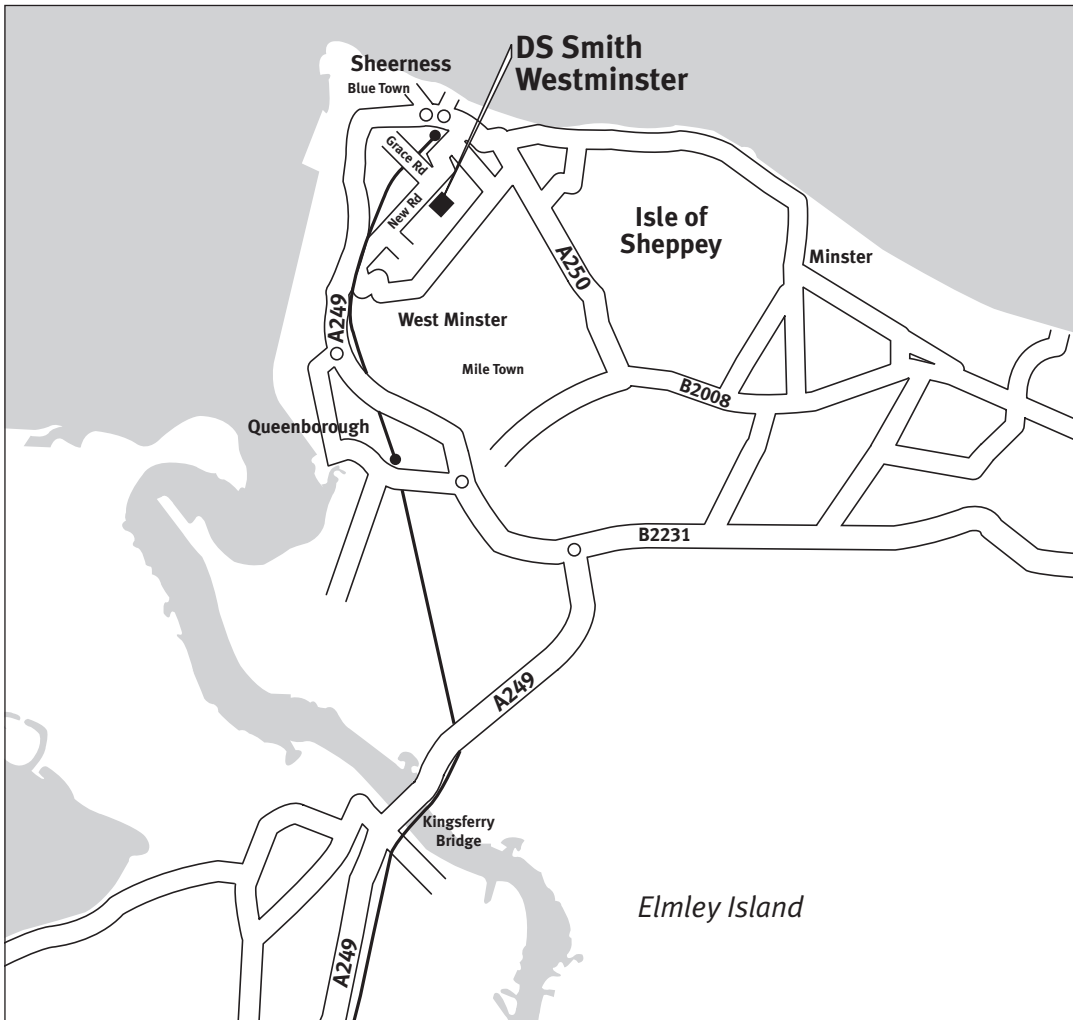 DS Smith
Westminster
Sheerness
Blue Town
Grace Rd
New Rd
Isle of
Sheppey
A250
Minster
A249
West Minster
Mile Town
B2008
Queenborough
B2231
A249
Kingsferry
Bridge
Elmley Island
A249